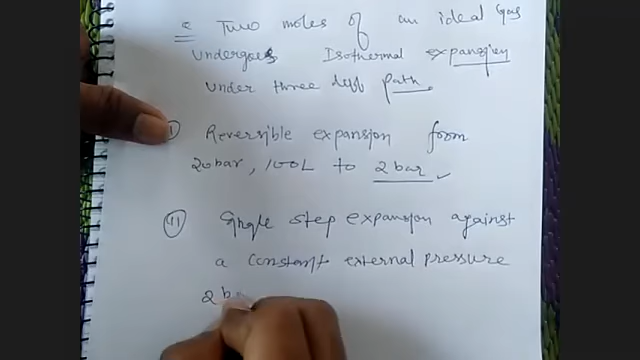 Q Two moles of an ideal Gas
undergoes Isothermal expansion
under three diff path.
(I) Reversible expansion from
20bar, 100L to 2bar
(II) Single step expansion against
a constant external pressure
2 b